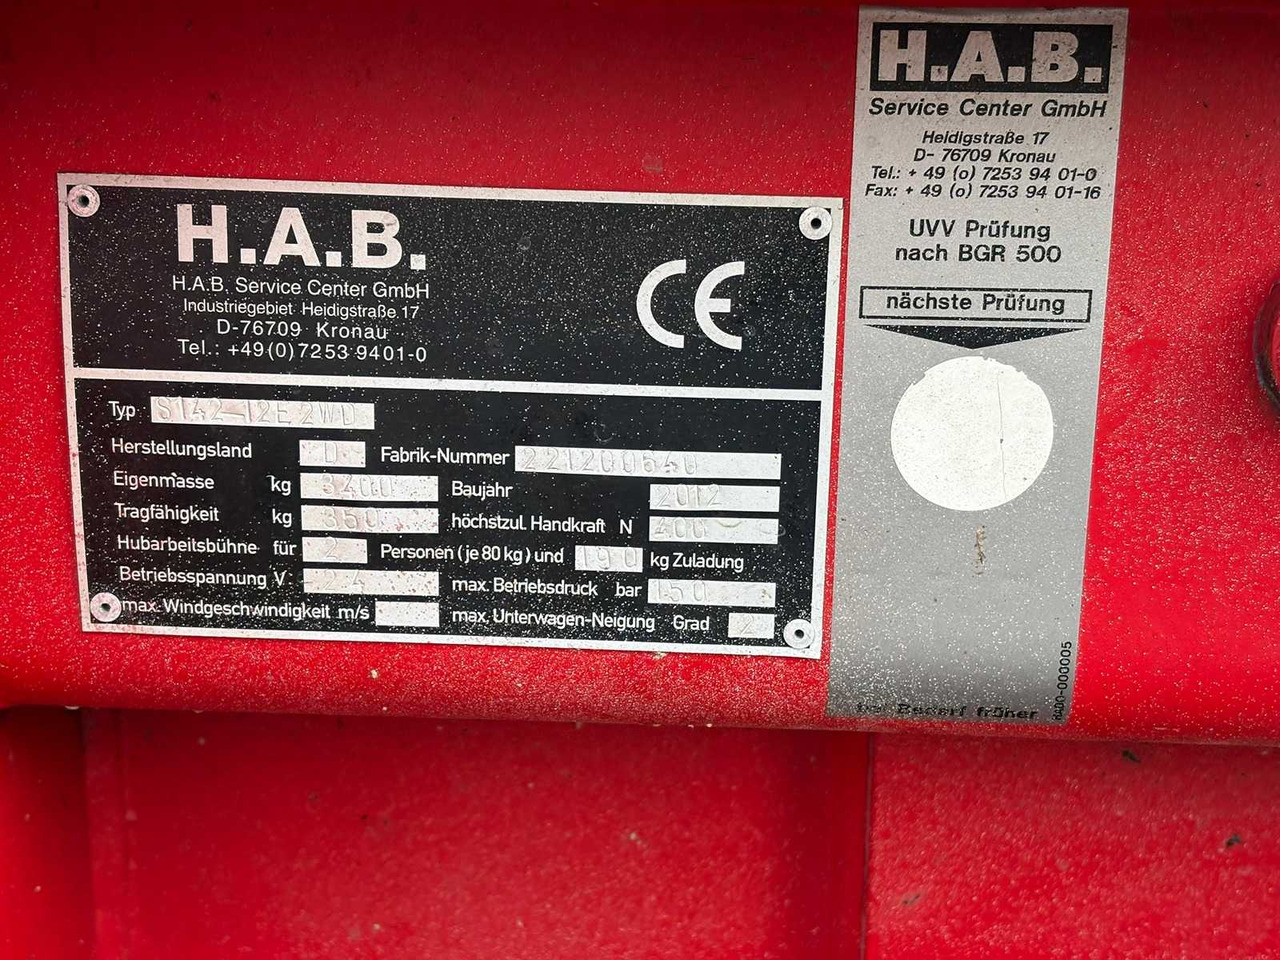 H.A.B.
H.A.B. Service Center GmbH
Industriegebiet Heidigstraße 17
D-76709 Kronau
Tel.: +49(0)7253 9401-0
CE
Typ S142-12E2WD
Herstellungsland D Fabrik-Nummer 221200640
Eigenmasse kg 3400 Baujahr 2012
Tragfähigkeit kg 350 höchstzul. Handkraft N 400
Hubarbeitsbühne für 2 Personen (je 80 kg) und 190 kg Zuladung
Betriebsspannung V 24 max. Betriebsdruck bar 150
max. Windgeschwindigkeit m/s max. Unterwagen-Neigung Grad 2
H.A.B.
Service Center GmbH
Heidigstraße 17
D- 76709 Kronau
Tel.: + 49 (o) 7253 94 01-0
Fax: + 49 (o) 7253 94 01-16
UVV Prüfung
nach BGR 500
nächste Prüfung
bei Bedarf früher